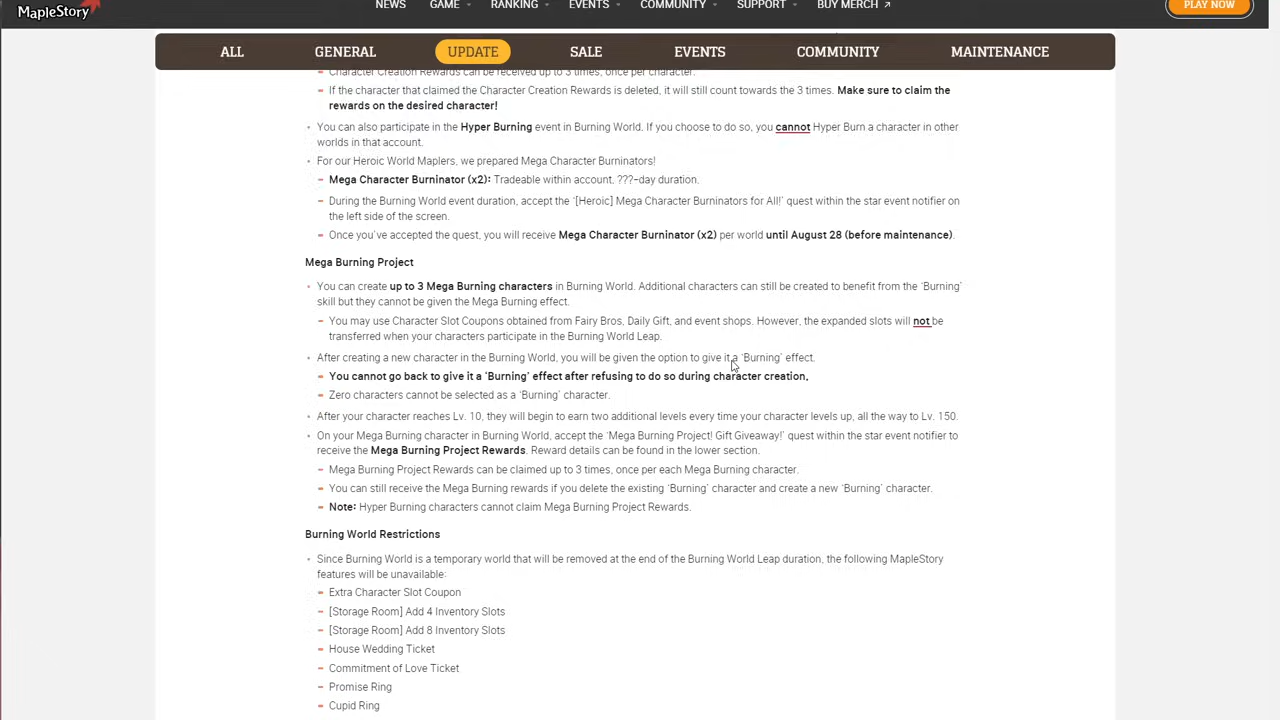 MapleStory
NEWS GAME RANKING EVENTS COMMUNITY SUPPORT BUY MERCH ↗ PLAY NOW
ALL GENERAL UPDATE SALE EVENTS COMMUNITY MAINTENANCE
Character Creation Rewards can be received up to 3 times, once per character.
If the character that claimed the Character Creation Rewards is deleted, it will still count towards the 3 times. Make sure to claim the
rewards on the desired character!
You can also participate in the Hyper Burning event in Burning World. If you choose to do so, you cannot Hyper Burn a character in other
worlds in that account.
For our Heroic World Maplers, we prepared Mega Character Burninators!
Mega Character Burninator (x2): Tradeable within account, ???-day duration.
During the Burning World event duration, accept the ‘[Heroic] Mega Character Burninators for All!’ quest within the star event notifier on
the left side of the screen.
Once you’ve accepted the quest, you will receive Mega Character Burninator (x2) per world until August 28 (before maintenance).
Mega Burning Project
You can create up to 3 Mega Burning characters in Burning World. Additional characters can still be created to benefit from the ‘Burning’
skill but they cannot be given the Mega Burning effect.
You may use Character Slot Coupons obtained from Fairy Bros, Daily Gift, and event shops. However, the expanded slots will not be
transferred when your characters participate in the Burning World Leap.
After creating a new character in the Burning World, you will be given the option to give it a ‘Burning’ effect.
You cannot go back to give it a ‘Burning’ effect after refusing to do so during character creation.
Zero characters cannot be selected as a ‘Burning’ character.
After your character reaches Lv. 10, they will begin to earn two additional levels every time your character levels up, all the way to Lv. 150.
On your Mega Burning character in Burning World, accept the ‘Mega Burning Project! Gift Giveaway!’ quest within the star event notifier to
receive the Mega Burning Project Rewards. Reward details can be found in the lower section.
Mega Burning Project Rewards can be claimed up to 3 times, once per each Mega Burning character.
You can still receive the Mega Burning rewards if you delete the existing ‘Burning’ character and create a new ‘Burning’ character.
Note: Hyper Burning characters cannot claim Mega Burning Project Rewards.
Burning World Restrictions
Since Burning World is a temporary world that will be removed at the end of the Burning World Leap duration, the following MapleStory
features will be unavailable:
Extra Character Slot Coupon
[Storage Room] Add 4 Inventory Slots
[Storage Room] Add 8 Inventory Slots
House Wedding Ticket
Commitment of Love Ticket
Promise Ring
Cupid Ring